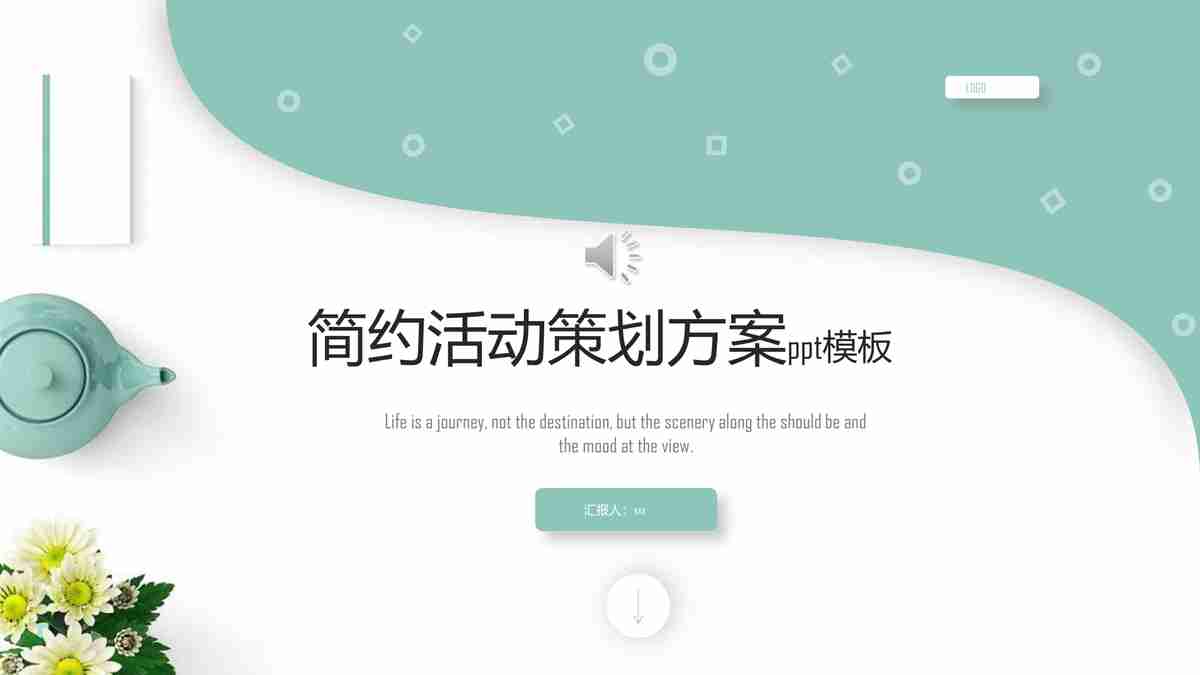 LOGO
简约活动策划方案ppt模板
Life is a journey, not the destination, but the scenery along the should be and
the mood at the view.
汇报人：xxx